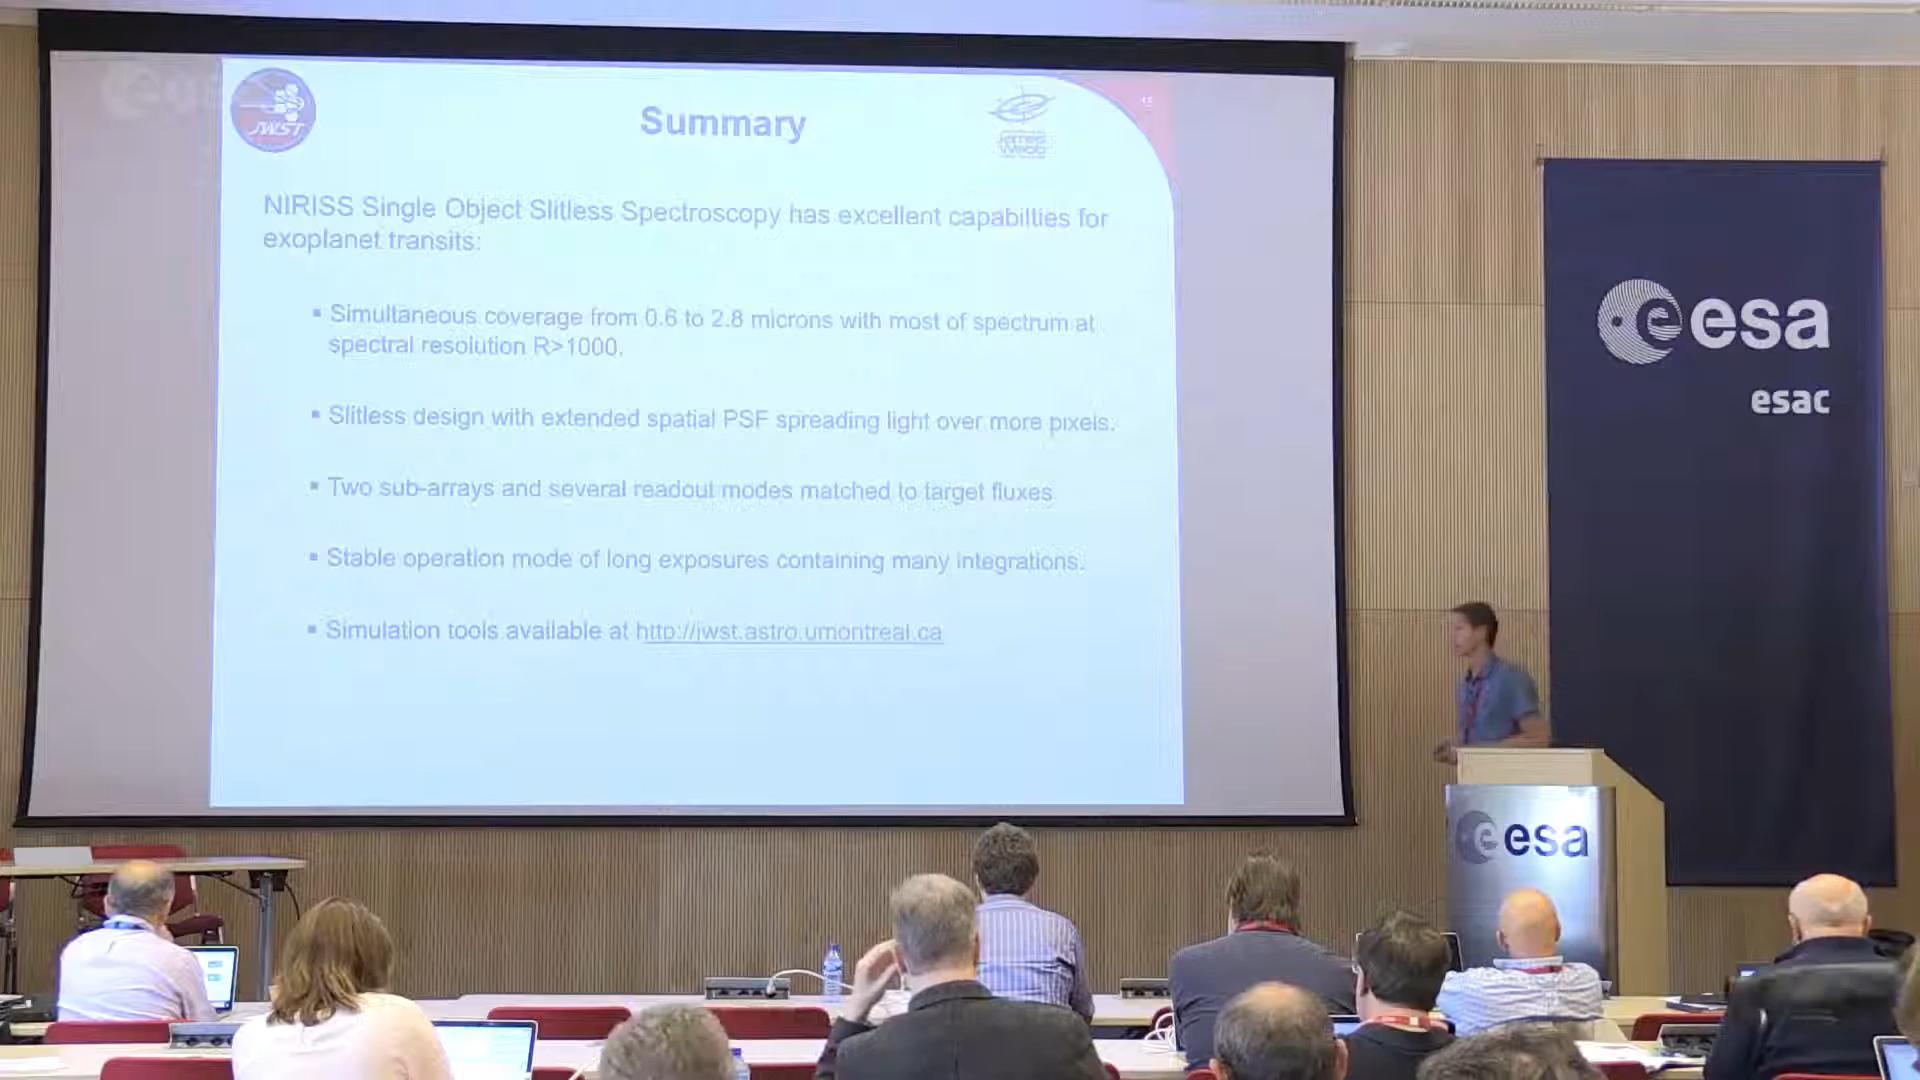 JWST
Summary
James
Webb
NIRISS Single Object Slitless Spectroscopy has excellent capabilties for
exoplanet transits:
▪ Simultaneous coverage from 0.6 to 2.8 microns with most of spectrum at
spectral resolution R>1000.
▪ Slitless design with extended spatial PSF spreading light over more pixels.
▪ Two sub-arrays and several readout modes matched to target fluxes
▪ Stable operation mode of long exposures containing many integrations.
▪ Simulation tools available at http://jwst.astro.umontreal.ca
esa
esac
esa